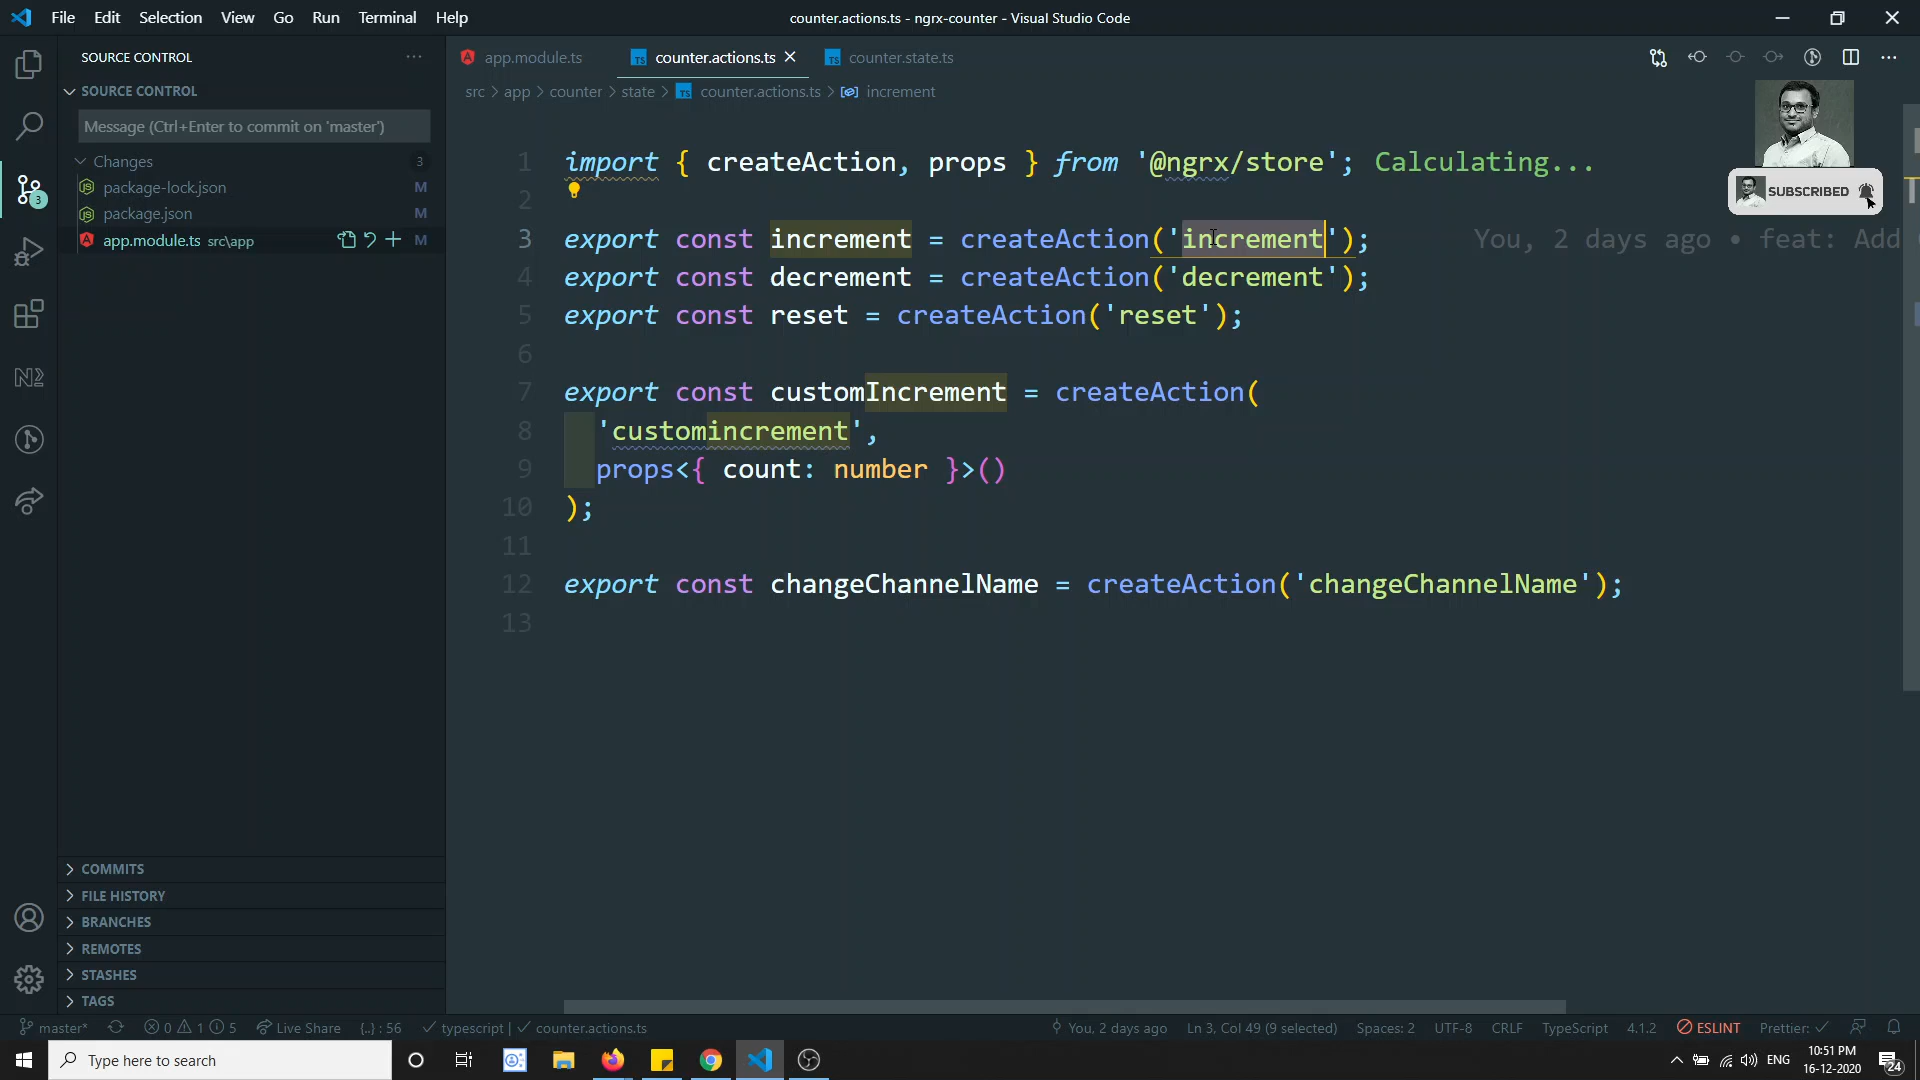 File Edit Selection View Go Run Terminal Help
counter.actions.ts - ngrx-counter - Visual Studio Code
SOURCE CONTROL
app.module.ts
counter.actions.ts
counter.state.ts
SOURCE CONTROL
src > app > counter > state > counter.actions.ts > increment
Message (Ctrl+Enter to commit on 'master')
Changes 3
package-lock.json M
package.json M
app.module.ts src\app M
3
1 import { createAction, props } from '@ngrx/store'; Calculating...
2
3 export const increment = createAction('increment'); You, 2 days ago • feat: Add
4 export const decrement = createAction('decrement');
5 export const reset = createAction('reset');
6
7 export const customIncrement = createAction(
8 'customincrement',
9 props<{ count: number }>()
10 );
11
12 export const changeChannelName = createAction('changeChannelName');
13
SUBSCRIBED
COMMITS
FILE HISTORY
BRANCHES
REMOTES
STASHES
TAGS
master* 0 1 5 Live Share {..} : 56 typescript | counter.actions.ts You, 2 days ago Ln 3, Col 49 (9 selected) Spaces: 2 UTF-8 CRLF TypeScript 4.1.2 ESLINT Prettier:
Type here to search
ENG
10:51 PM
16-12-2020
24